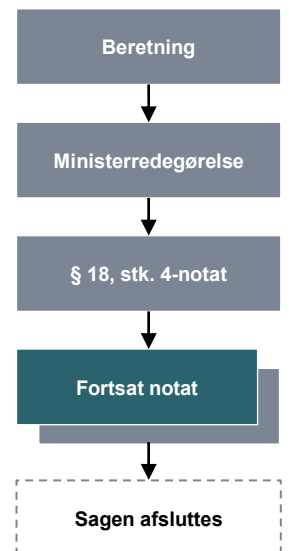 Beretning
Ministerredegørelse
§ 18, stk. 4-notat
Fortsat notat
Sagen afsluttes